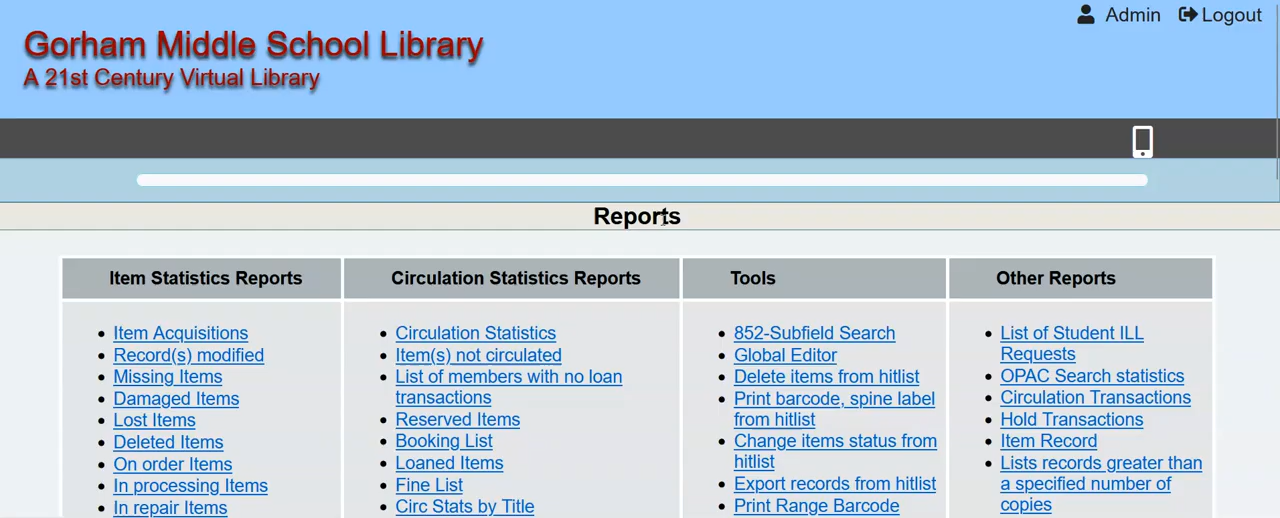 Admin Logout
Gorham Middle School Library
A 21st Century Virtual Library
Reports
Item Statistics Reports
Item Acquisitions
Record(s) modified
Missing Items
Damaged Items
Lost Items
Deleted Items
On order Items
In processing Items
In repair Items
Circulation Statistics Reports
Circulation Statistics
Item(s) not circulated
List of members with no loan
transactions
Reserved Items
Booking List
Loaned Items
Fine List
Circ Stats by Title
Tools
852-Subfield Search
Global Editor
Delete items from hitlist
Print barcode, spine label
from hitlist
Change items status from
hitlist
Export records from hitlist
Print Range Barcode
Other Reports
List of Student ILL
Requests
OPAC Search statistics
Circulation Transactions
Hold Transactions
Item Record
Lists records greater than
a specified number of
copies